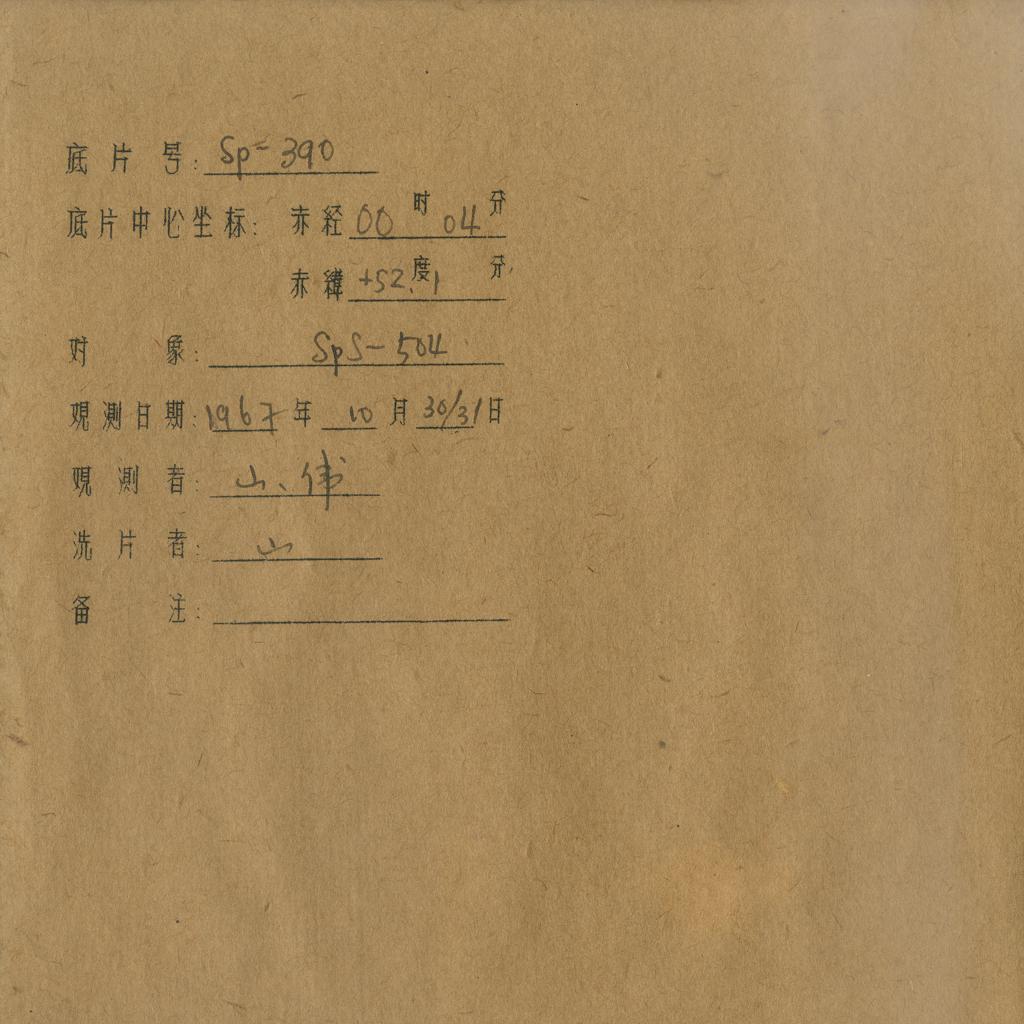 底片号: Sp-390
底片中心坐标: 赤経 00 时 04 分
赤緯 +52.1 度 分
对象: SpS-504
观测日期: 1967 年 10 月 30/31 日
观测者: 山、伟
洗片者: 山
备注: